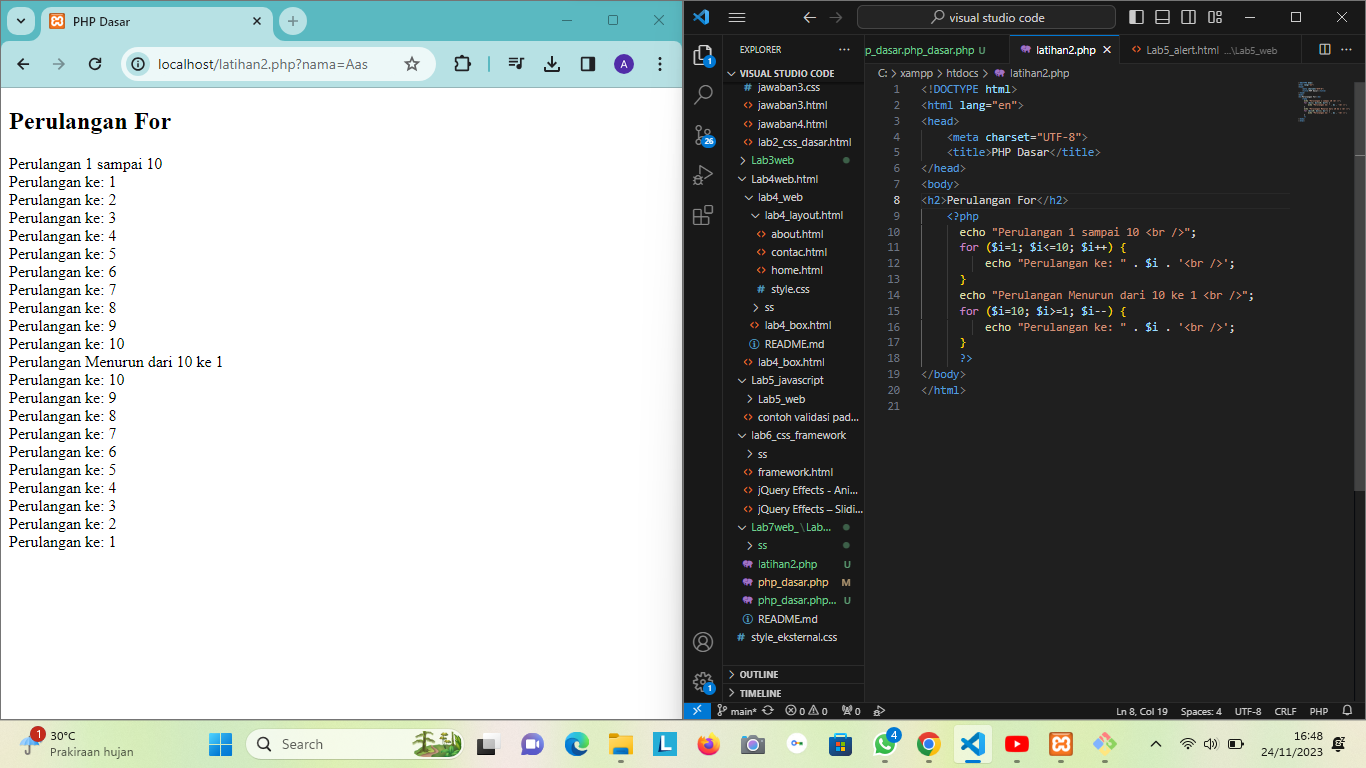 PHP Dasar
localhost/latihan2.php?nama=Aas
A
Perulangan For
Perulangan 1 sampai 10
Perulangan ke: 1
Perulangan ke: 2
Perulangan ke: 3
Perulangan ke: 4
Perulangan ke: 5
Perulangan ke: 6
Perulangan ke: 7
Perulangan ke: 8
Perulangan ke: 9
Perulangan ke: 10
Perulangan Menurun dari 10 ke 1
Perulangan ke: 10
Perulangan ke: 9
Perulangan ke: 8
Perulangan ke: 7
Perulangan ke: 6
Perulangan ke: 5
Perulangan ke: 4
Perulangan ke: 3
Perulangan ke: 2
Perulangan ke: 1
visual studio code
1
26
1
EXPLORER
VISUAL STUDIO CODE
jawaban3.css
jawaban3.html
jawaban4.html
lab2_css_dasar.html
Lab3web
Lab4web.html
lab4_web
lab4_layout.html
about.html
contac.html
home.html
style.css
ss
lab4_box.html
README.md
lab4_box.html
Lab5_javascript
Lab5_web
contoh validasi pad...
lab6_css_framework
ss
framework.html
jQuery Effects - Ani...
jQuery Effects – Slidi...
Lab7web_\Lab...
ss
latihan2.php U
php_dasar.php M
php_dasar.php... U
README.md
style_eksternal.css
OUTLINE
TIMELINE
p_dasar.php_dasar.php U
latihan2.php
Lab5_alert.html ...\Lab5_web
C: > xampp > htdocs > latihan2.php
1 <!DOCTYPE html>
2 <html lang="en">
3 <head>
4 <meta charset="UTF-8">
5 <title>PHP Dasar</title>
6 </head>
7 <body>
8 <h2>Perulangan For</h2>
9 <?php
10 echo "Perulangan 1 sampai 10 <br />";
11 for ($i=1; $i<=10; $i++) {
12 echo "Perulangan ke: " . $i . '<br />';
13 }
14 echo "Perulangan Menurun dari 10 ke 1 <br />";
15 for ($i=10; $i>=1; $i--) {
16 echo "Perulangan ke: " . $i . '<br />';
17 }
18 ?>
19 </body>
20 </html>
21
main* 0 0 0 Ln 8, Col 19 Spaces: 4 UTF-8 CRLF PHP
1
30°C
Prakiraan hujan
Search
L
4
16:48
24/11/2023